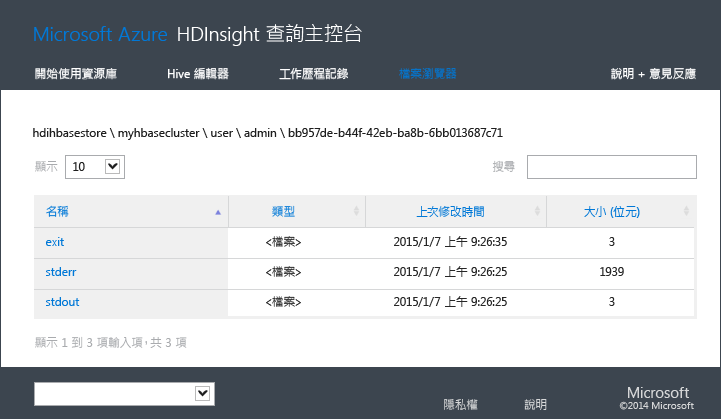 Microsoft Azure HDInsight 查詢主控台
開始使用資源庫 Hive 編輯器 工作歷程記錄 檔案瀏覽器 說明 + 意見反應
hdihbasestore \ myhbasecluster \ user \ admin \ bb957de-b44f-42eb-ba8b-6bb013687c71
顯示 10 搜尋
名稱 類型 上次修改時間 大小 (位元)
exit <檔案> 2015/1/7 上午 9:26:35 3
stderr <檔案> 2015/1/7 上午 9:26:25 1939
stdout <檔案> 2015/1/7 上午 9:26:25 3
顯示 1 到 3 項輸入項，共 3 項
隱私權 說明 Microsoft
©2014 Microsoft